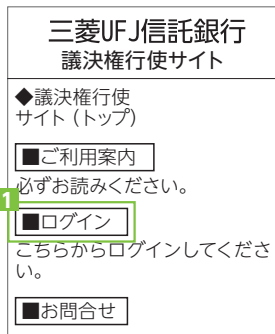 三菱UFJ信託銀行
議決権行使サイト
◆議決権行使
サイト（トップ）
■ご利用案内
必ずお読みください。
1
■ログイン
こちらからログインしてくださ
い。
■お問合せ